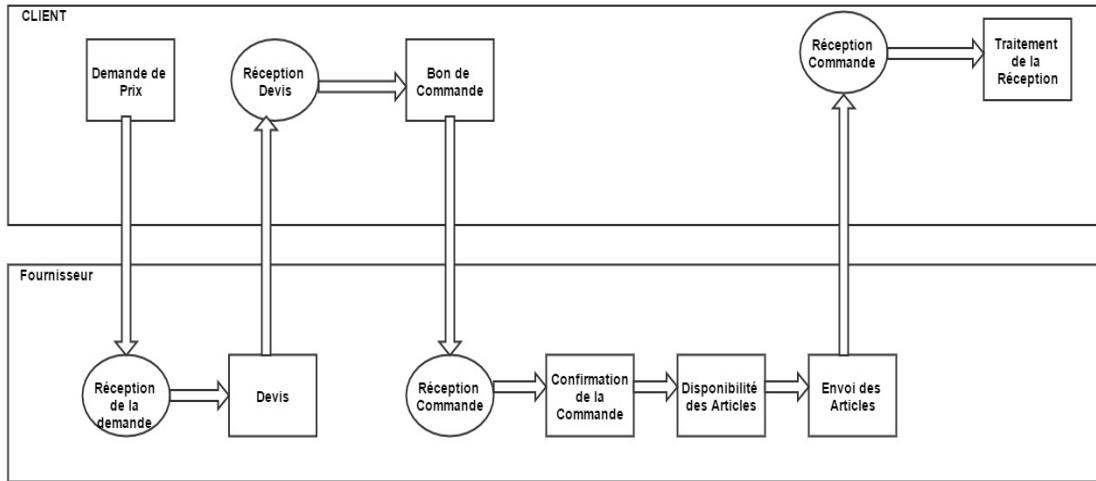 CLIENT
Demande de
Prix
Réception
Devis
Bon de
Commande
Réception
Commande
Traitement
de la
Réception
Fournisseur
Réception
de la
demande
Devis
Réception
Commande
Confirmation
de la
Commande
Disponibilité
des Articles
Envoi des
Articles